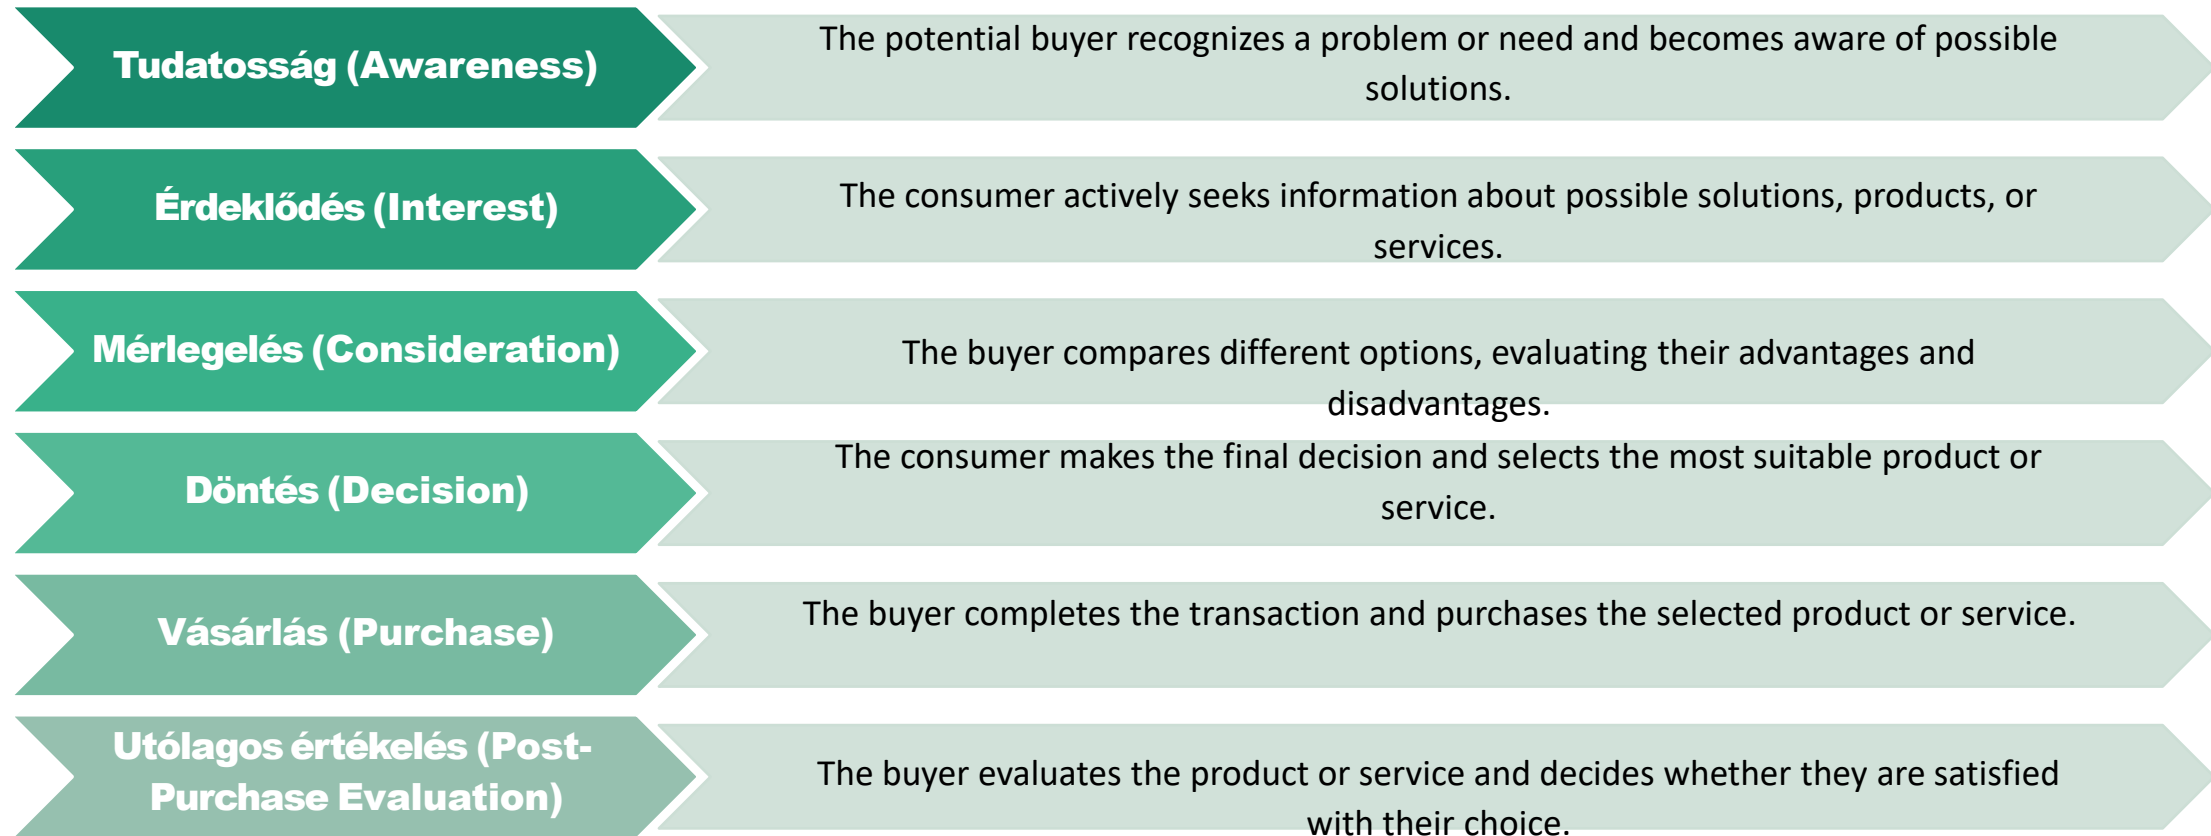 Tudatosság (Awareness)
The potential buyer recognizes a problem or need and becomes aware of possible
solutions.
Érdeklődés (Interest)
The consumer actively seeks information about possible solutions, products, or
services.
Mérlegelés (Consideration)
The buyer compares different options, evaluating their advantages and
disadvantages.
Döntés (Decision)
The consumer makes the final decision and selects the most suitable product or
service.
Vásárlás (Purchase)
The buyer completes the transaction and purchases the selected product or service.
Utólagos értékelés (Post-
Purchase Evaluation)
The buyer evaluates the product or service and decides whether they are satisfied
with their choice.